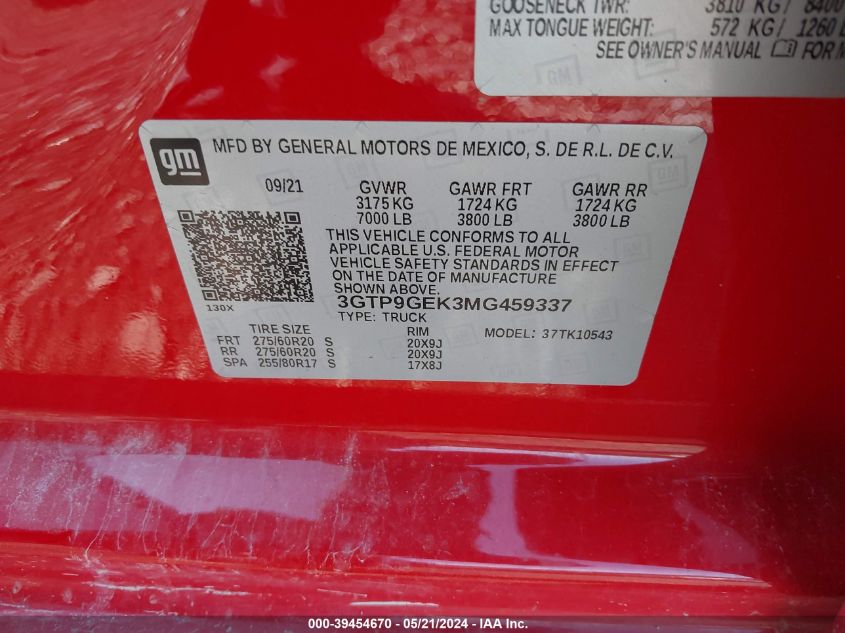 GOOSENECK TWR: 3810 KG / 8400
MAX TONGUE WEIGHT: 572 KG / 1260 L
SEE OWNER'S MANUAL FOR M
gm MFD BY GENERAL MOTORS DE MEXICO, S. DE R.L. DE C.V.
09/21 GVWR GAWR FRT GAWR RR
3175 KG 1724 KG 1724 KG
7000 LB 3800 LB 3800 LB
THIS VEHICLE CONFORMS TO ALL
APPLICABLE U.S. FEDERAL MOTOR
VEHICLE SAFETY STANDARDS IN EFFECT
ON THE DATE OF MANUFACTURE
SHOWN ABOVE.
130X 3GTP9GEK3MG459337
TYPE: TRUCK
TIRE SIZE RIM MODEL: 37TK10543
FRT 275/60R20 S 20X9J
RR 275/60R20 S 20X9J
SPA 255/80R17 S 17X8J
000-39454670 — 05/21/2024 — IAA Inc.